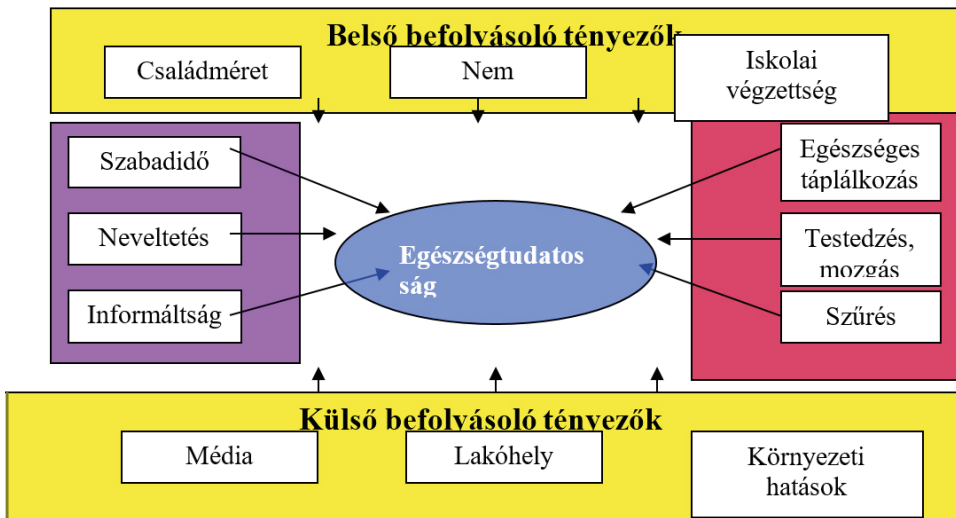 Belső befolyásoló tényezők
Családméret
Nem
Iskolai
végzettség
Szabadidő
Neveltetés
Informáltság
Egészségtudatos
ság
Egészséges
táplálkozás
Testedzés,
mozgás
Szűrés
Külső befolyásoló tényezők
Média
Lakóhely
Környezeti
hatások